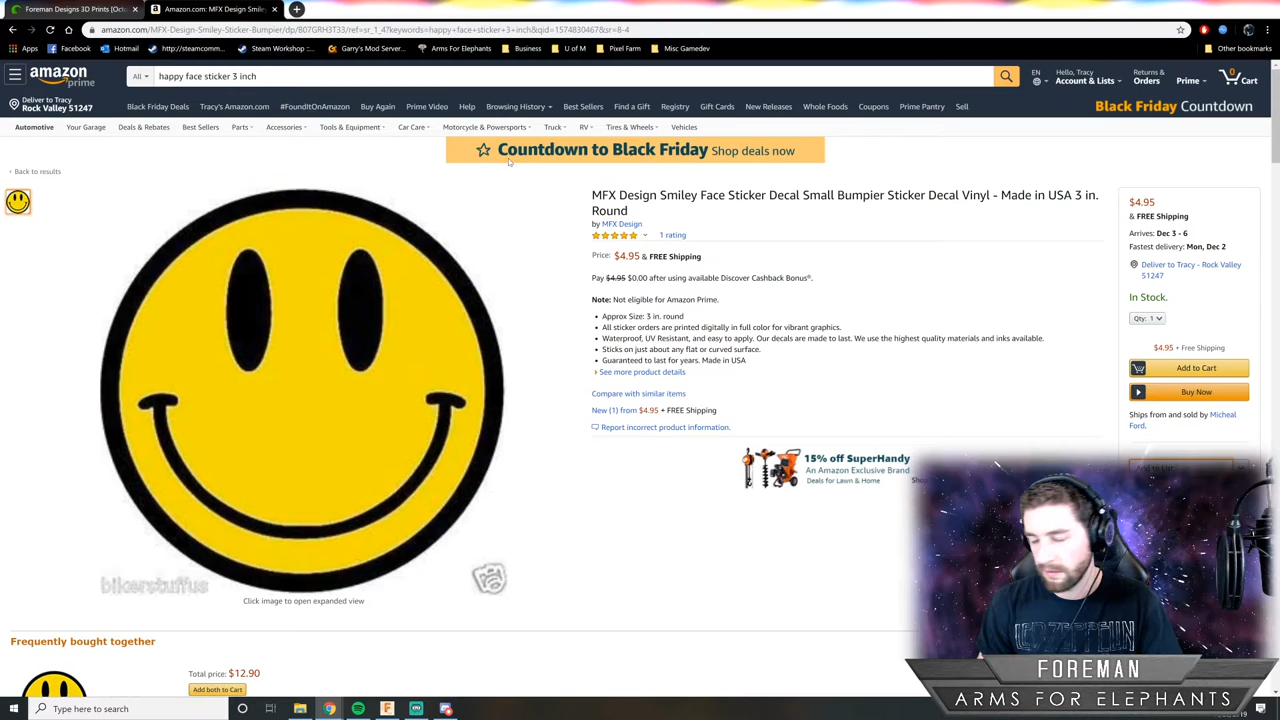 Foreman Designs 3D Prints [Octo
Amazon.com: MFX Design Smiley
amazon.com/MFX-Design-Smiley-Sticker-Bumpier/dp/B07GRH3T33/ref=sr_1_4?keywords=happy+face+sticker+3+inch&qid=1574830467&sr=8-4
Apps Facebook Hotmail http://steamcomm... Steam Workshop ::... Garry's Mod Server... Arms For Elephants Business U of M Pixel Farm Misc Gamedev Other bookmarks
amazon prime All happy face sticker 3 inch EN Hello, Tracy Account & Lists Returns & Orders Prime 0 Cart
Deliver to Tracy
Rock Valley 51247
Black Friday Deals Tracy's Amazon.com #FoundItOnAmazon Buy Again Prime Video Help Browsing History Best Sellers Find a Gift Registry Gift Cards New Releases Whole Foods Coupons Prime Pantry Sell Black Friday Countdown
Automotive Your Garage Deals & Rebates Best Sellers Parts Accessories Tools & Equipment Car Care Motorcycle & Powersports Truck RV Tires & Wheels Vehicles
Countdown to Black Friday Shop deals now
‹ Back to results
MFX Design Smiley Face Sticker Decal Small Bumpier Sticker Decal Vinyl - Made in USA 3 in.
Round
by MFX Design
1 rating
Price: $4.95 & FREE Shipping
Pay $4.95 $0.00 after using available Discover Cashback Bonus®.
Note: Not eligible for Amazon Prime.
• Approx Size: 3 in. round
• All sticker orders are printed digitally in full color for vibrant graphics.
• Waterproof, UV Resistant, and easy to apply. Our decals are made to last. We use the highest quality materials and inks available.
• Sticks on just about any flat or curved surface.
• Guaranteed to last for years. Made in USA
› See more product details
Compare with similar items
New (1) from $4.95 + FREE Shipping
Report incorrect product information.
15% off SuperHandy
An Amazon Exclusive Brand
Deals for Lawn & Home
$4.95
& FREE Shipping
Arrives: Dec 3 - 6
Fastest delivery: Mon, Dec 2
Deliver to Tracy - Rock Valley
51247
In Stock.
Qty: 1
$4.95 + Free Shipping
Add to Cart
Buy Now
Ships from and sold by Micheal
Ford.
Add to List
bikerstuffus
Click image to open expanded view
Frequently bought together
Total price: $12.90
Add both to Cart
LED ZEPPELIN
FOREMAN
ARMS FOR ELEPHANTS
Type here to search